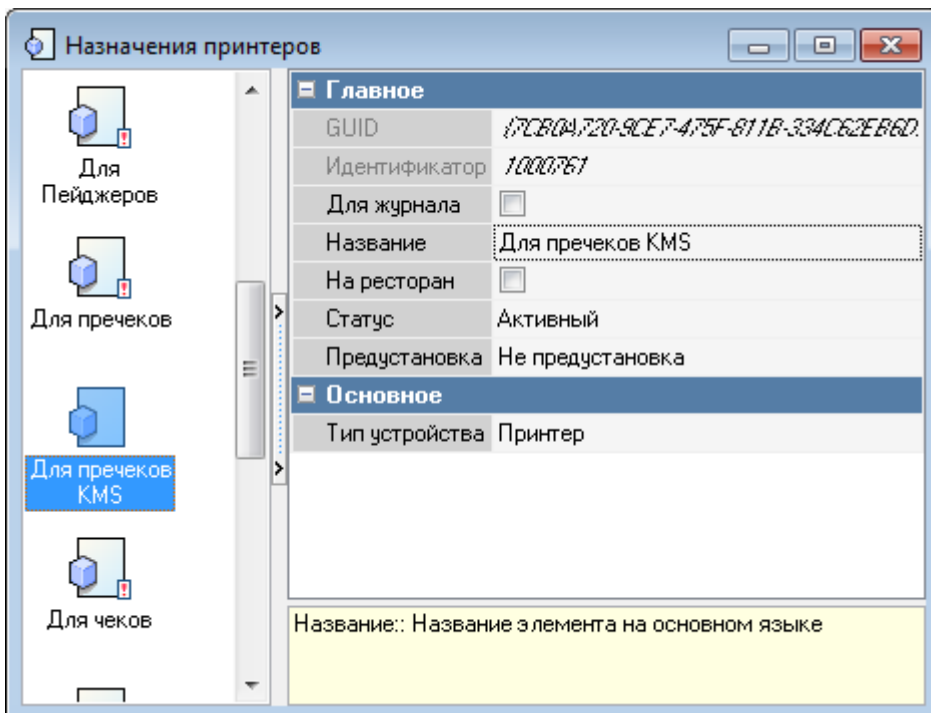 Назначения принтеров
Для
Пейджеров
Для пречеков
Для пречеков
KMS
Для чеков
Главное
GUID {7CB0A720-9CE7-475F-811B-334C62EB6D.
Идентификатор 1000761
Для журнала
Название Для пречеков KMS
На ресторан
Статус Активный
Предустановка Не предустановка
Основное
Тип устройства Принтер
Название:: Название элемента на основном языке